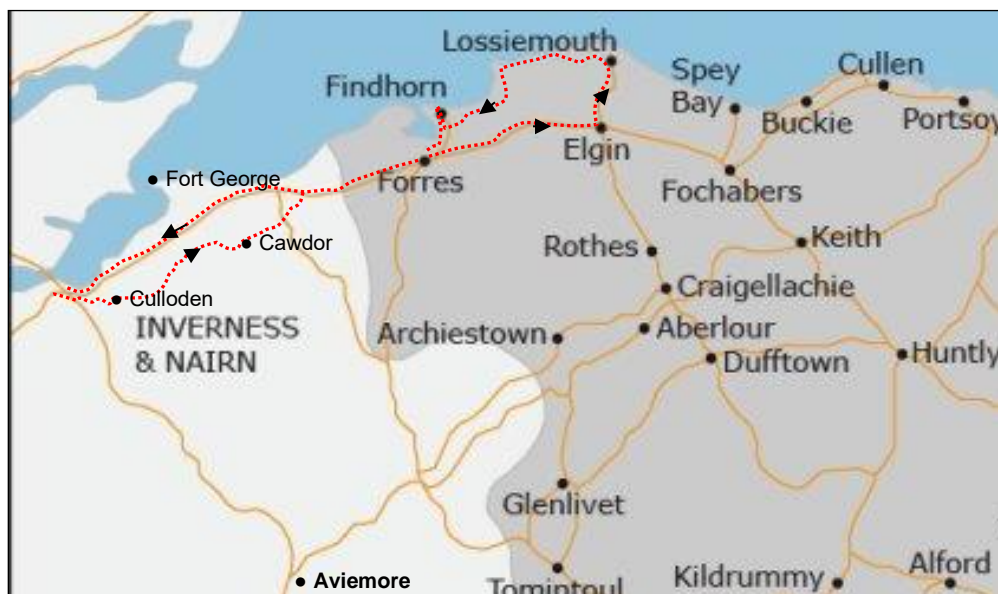 Lossiemouth
Findhorn
Spey
Bay
Cullen
Buckie
Portsoy
Elgin
Forres
Fochabers
Fort George
Cawdor
Rothes
Keith
Culloden
Craigellachie
INVERNESS
& NAIRN
Archiestown
Aberlour
Dufftown
Huntly
Glenlivet
Aviemore
Tomintoul
Kildrummy
Alford